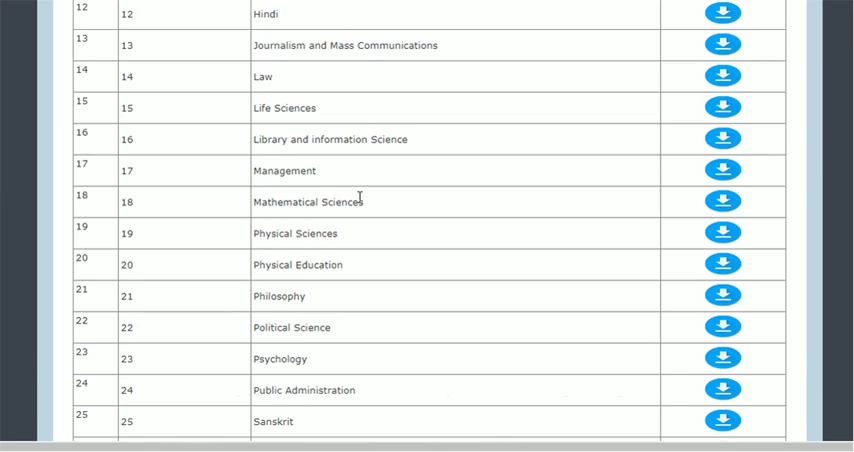 12 12 Hindi
13 13 Journalism and Mass Communications
14 14 Law
15 15 Life Sciences
16 16 Library and information Science
17 17 Management
18 18 Mathematical Sciences
19 19 Physical Sciences
20 20 Physical Education
21 21 Philosophy
22 22 Political Science
23 23 Psychology
24 24 Public Administration
25 25 Sanskrit